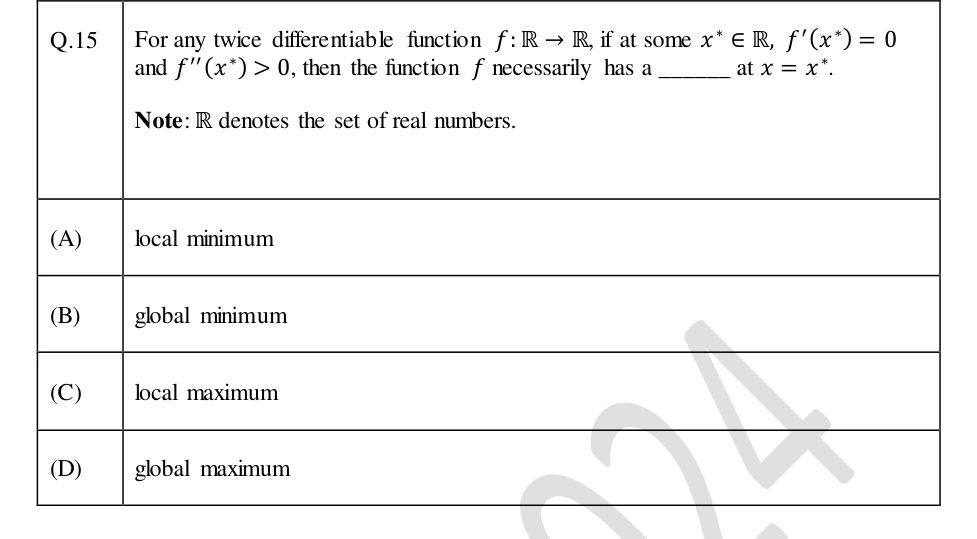 Q.15 For any twice differentiable function 𝑓: ℝ → ℝ, if at some 𝑥* ∈ ℝ, 𝑓′(𝑥*) = 0
and 𝑓′′(𝑥*) > 0, then the function 𝑓 necessarily has a ______ at 𝑥 = 𝑥*.
Note: ℝ denotes the set of real numbers.
(A) local minimum
(B) global minimum
(C) local maximum
(D) global maximum